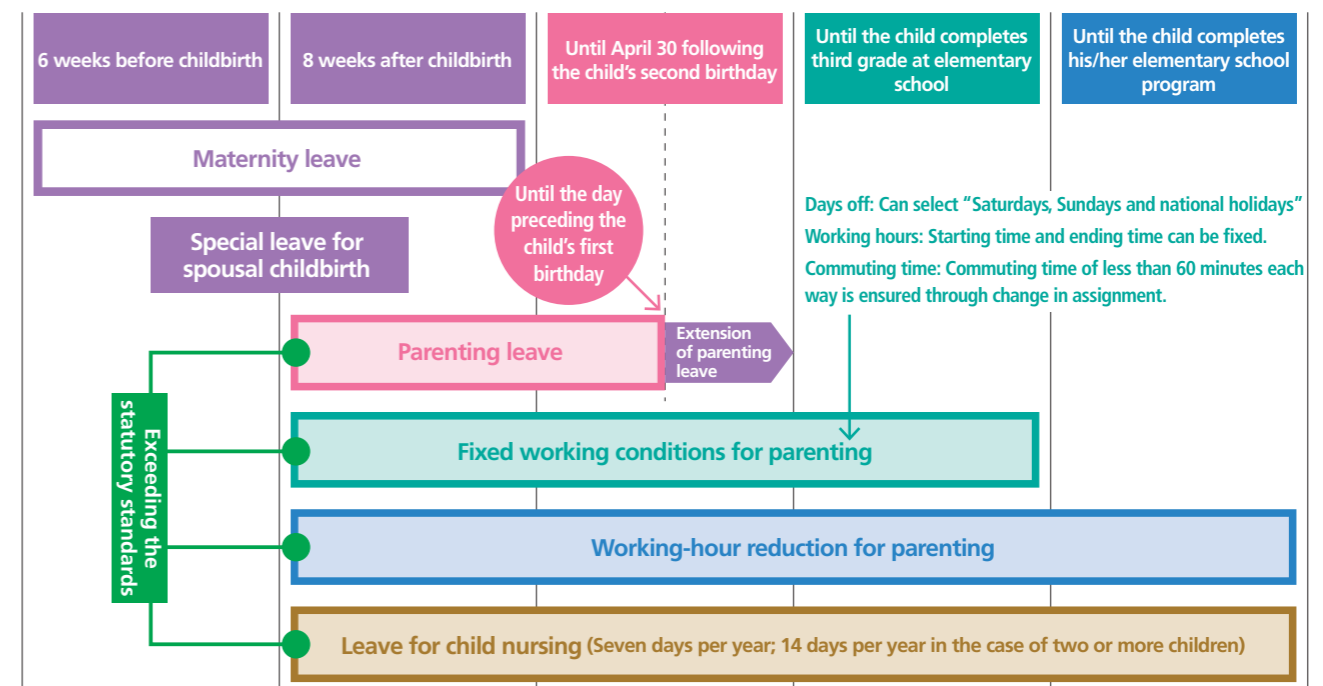 6 weeks before childbirth
8 weeks after childbirth
Until April 30 following
the child's second birthday
Until the child completes
third grade at elementary
school
Until the child completes
his/her elementary school
program
Maternity leave
Until the day
preceding the
child's first
birthday
Special leave for
spousal childbirth
Days off: Can select “Saturdays, Sundays and national holidays”
Working hours: Starting time and ending time can be fixed.
Commuting time: Commuting time of less than 60 minutes each
way is ensured through change in assignment.
Parenting leave
Extension
of parenting
leave
Exceeding the
statutory standards
Fixed working conditions for parenting
Working-hour reduction for parenting
Leave for child nursing (Seven days per year; 14 days per year in the case of two or more children)